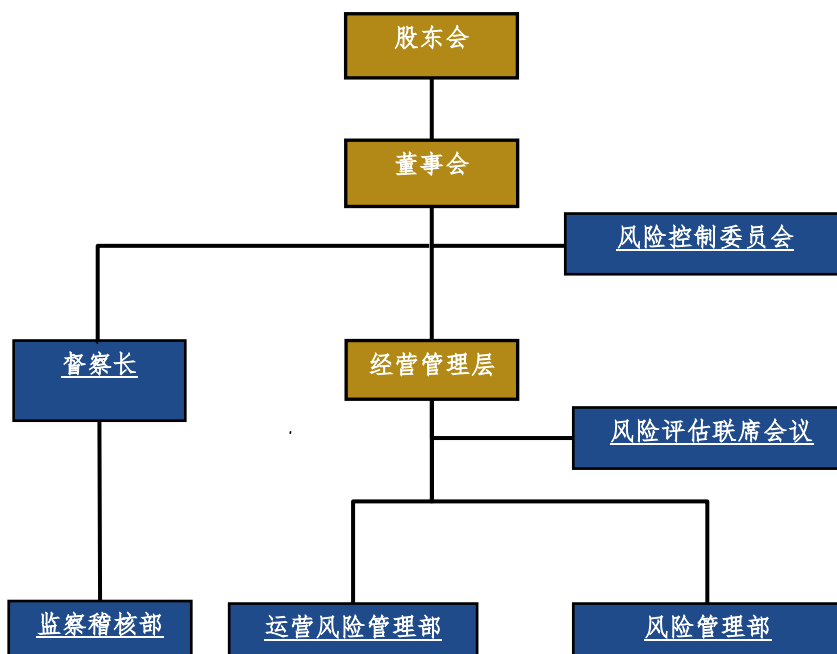 股东会
董事会
风险控制委员会
督察长
经营管理层
风险评估联席会议
监察稽核部
运营风险管理部
风险管理部